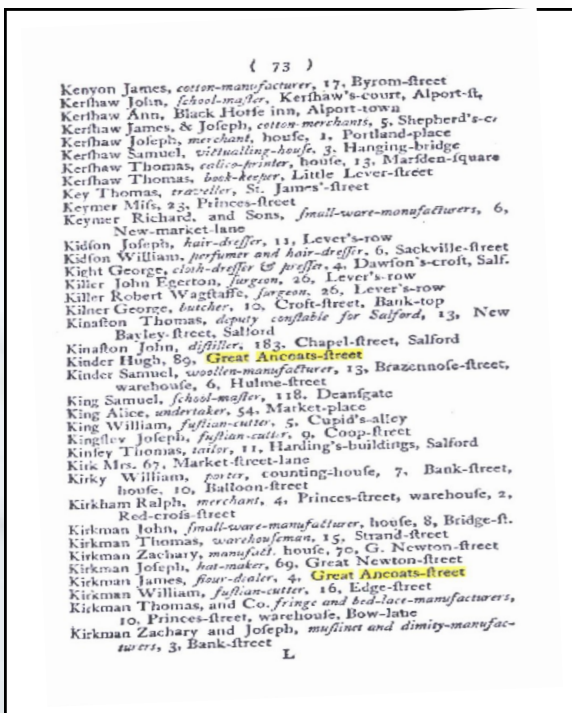 ( 73 )
Kenyon James, cotton-manufacturer, 17, Byrom-ſtreet
Kerſhaw John, ſchool-maſter, Kerſhaw's-court, Alport-ſt.
Kerſhaw Ann, Black Horſe inn, Alport-town
Kerſhaw James, & Joſeph, cotton-merchants, 5, Shepherd's-c
Kerſhaw Joſeph, merchant, houſe, 1, Portland-place
Kerſhaw Samuel, victualling-houſe, 3, Hanging-bridge
Kerſhaw Thomas, calico-printer, houſe, 13, Marſden-ſquare
Kerſhaw Thomas, book-keeper, Little Lever-ſtreet
Key Thomas, traveller, St. James'-ſtreet
Keymer Miſs, 23, Princes-ſtreet
Keymer Richard, and Sons, ſmall-ware-manufacturers, 6,
New-market-lane
Kidſon Joſeph, hair-dreſſer, 11, Lever's-row
Kidſon William, perfumer and hair-dreſſer, 6, Sackville-ſtreet
Kight George, cloth-dreſſer & preſſer, 4, Dawſon's-croft, Salf.
Killer John Egerton, ſurgeon, 26, Lever's-row
Killer Robert Wagſtaffe, ſurgeon, 26, Lever's-row
Kilner George, butcher, 10, Croft-ſtreet, Bank-top
Kinaſton Thomas, deputy conſtable for Salford, 13, New
Bayley-ſtreet, Salford
Kinaſton John, diſtiller, 183, Chapel-ſtreet, Salford
Kinder Hugh, 89, Great Ancoats-ſtreet
Kinder Samuel, woollen-manufacturer, 13, Brazennoſe-ſtreet,
warehouſe, 6, Hulme-ſtreet
King Samuel, ſchool-maſter, 118, Deanſgate
King Alice, undertaker, 54, Market-place
King William, fuſtian-cutter, 5, Cupid's-alley
Kingſley Joſeph, fuſtian-cutter, 9, Coop-ſtreet
Kinſey Thomas, tailor, 11, Harding's-buildings, Salford
Kirk Mrs. 67, Market-ſtreet-lane
Kirky William, porter, counting-houſe, 7, Bank-ſtreet,
houſe, 10, Balloon-ſtreet
Kirkham Ralph, merchant, 4, Princes-ſtreet, warehouſe, 2,
Red-croſs-ſtreet
Kirkman John, ſmall-ware-manufacturer, houſe, 8, Bridge-ſt.
Kirkman Thomas, warehouſeman, 15, Strand-ſtreet
Kirkman Zachary, manufact. houſe, 70, G. Newton-ſtreet
Kirkman Joſeph, hat-maker, 69, Great Newton-ſtreet
Kirkman James, flour-dealer, 4, Great Ancoats-ſtreet
Kirkman William, fuſtian-cutter, 16, Edge-ſtreet
Kirkman Thomas, and Co. fringe and bed-lace-manufacturers,
10, Princes-ſtreet, warehouſe, Bow-lane
Kirkman Zachary and Joſeph, muſlinet and dimity-manufac-
turers, 3, Bank-ſtreet
L